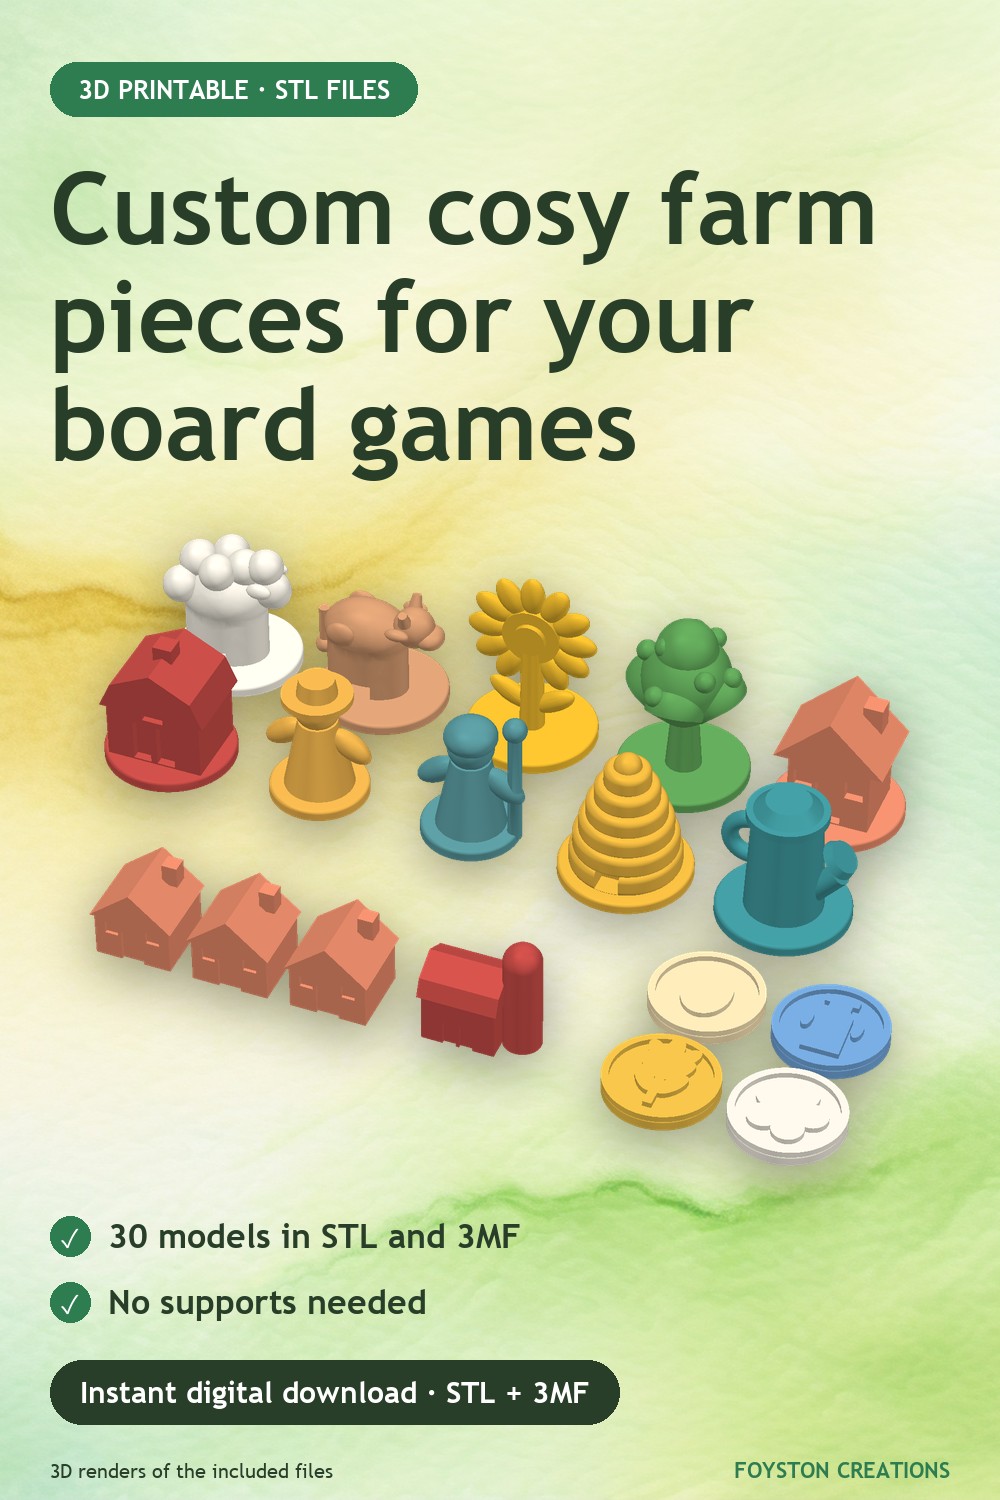 3D PRINTABLE · STL FILES
Custom cosy farm
pieces for your
board games
✓ 30 models in STL and 3MF
✓ No supports needed
Instant digital download · STL + 3MF
3D renders of the included files
FOYSTON CREATIONS